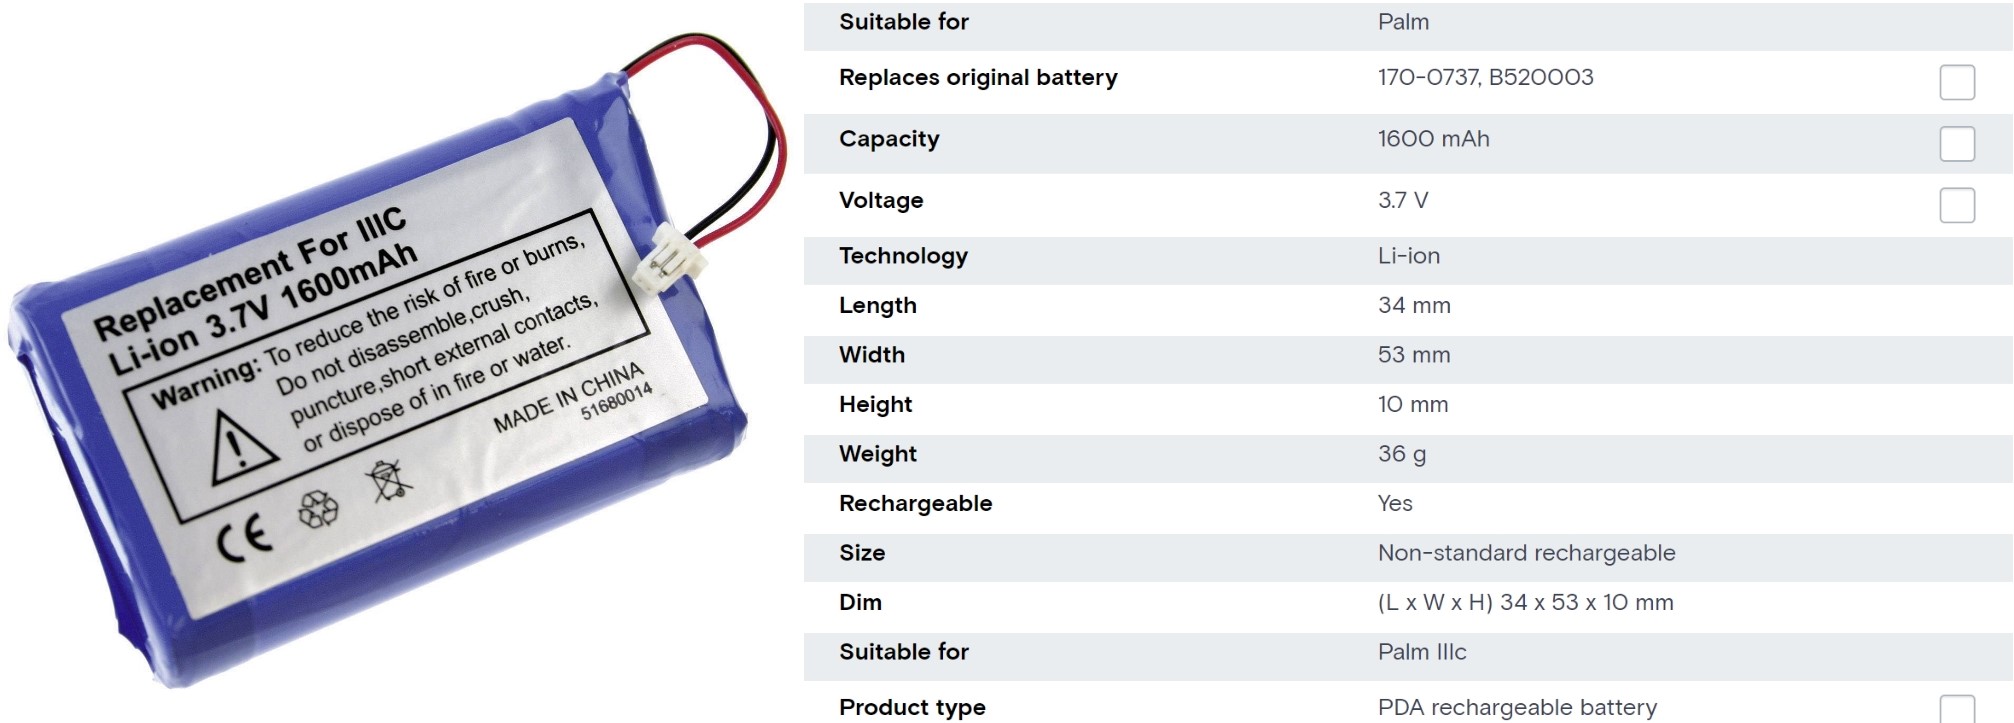 Replacement For IIIC
Li-ion 3.7V 1600mAh
Warning: To reduce the risk of fire or burns,
Do not disassemble,crush,
puncture,short external contacts,
or dispose of in fire or water.
MADE IN CHINA
51680014
CE
Suitable for Palm
Replaces original battery 170-0737, B520003
Capacity 1600 mAh
Voltage 3.7 V
Technology Li-ion
Length 34 mm
Width 53 mm
Height 10 mm
Weight 36 g
Rechargeable Yes
Size Non-standard rechargeable
Dim (L x W x H) 34 x 53 x 10 mm
Suitable for Palm IIIc
Product type PDA rechargeable battery